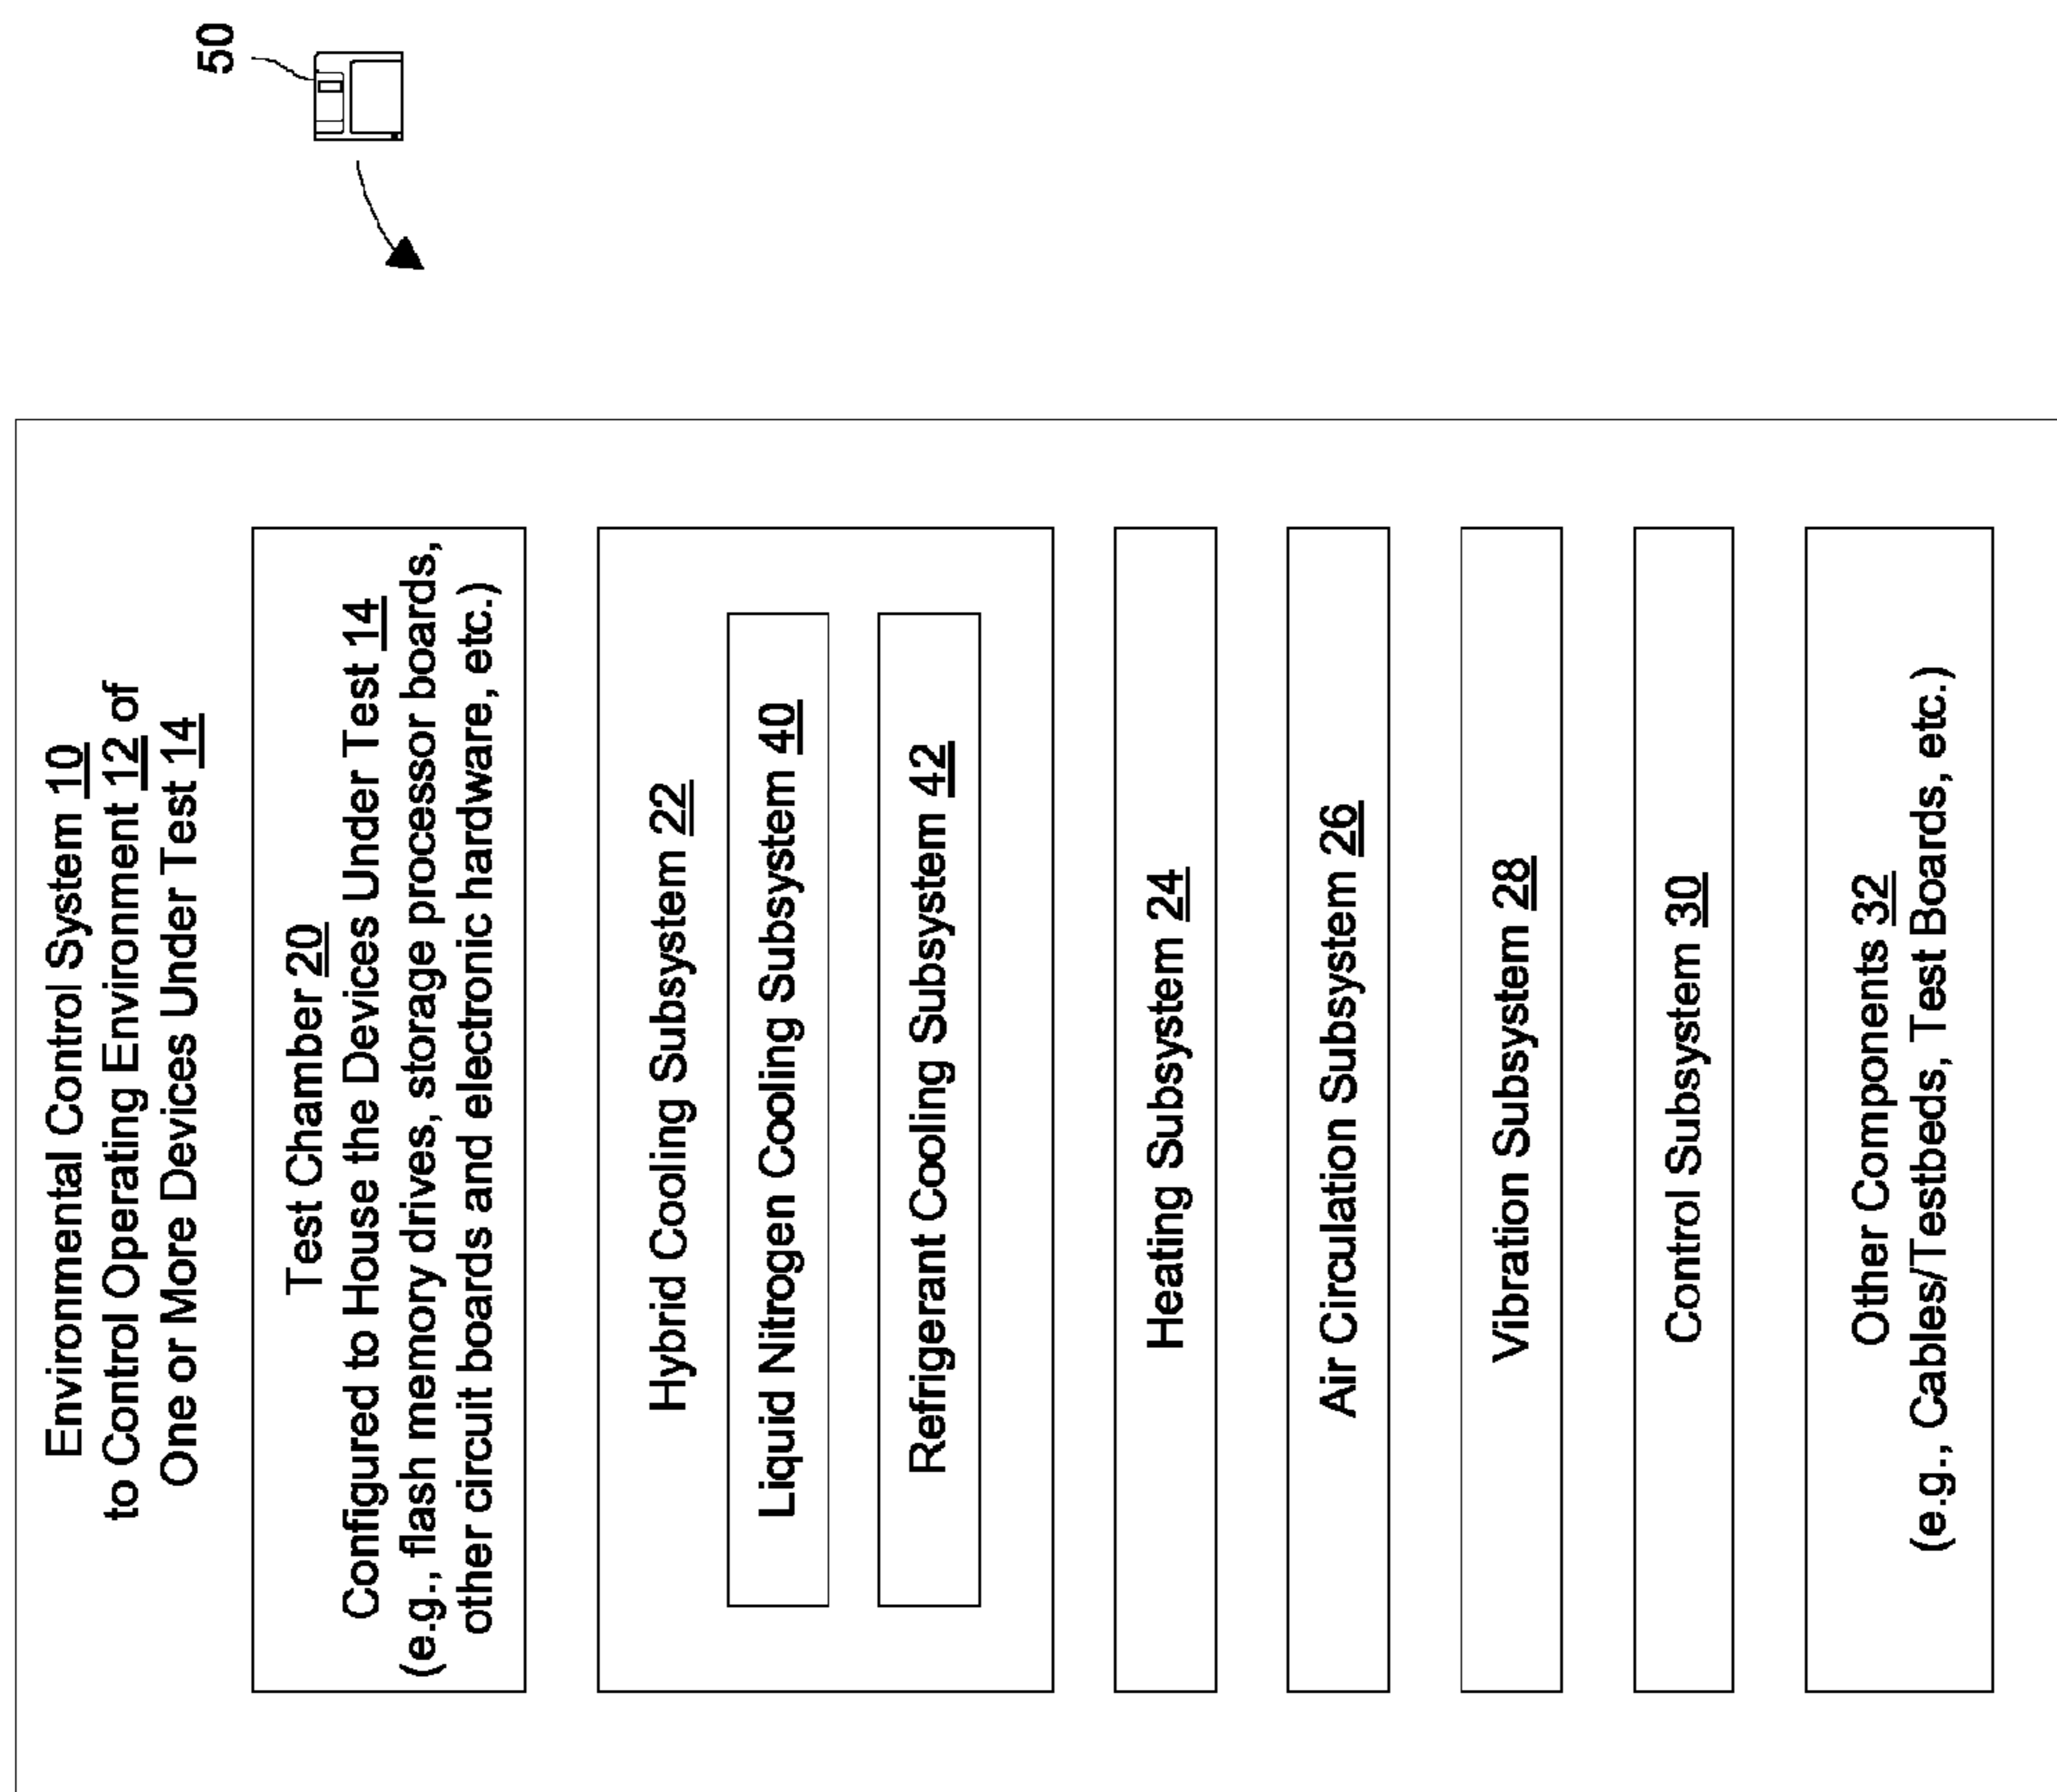 Environmental Control System 10
to Control Operating Environment 12 of
One or More Devices Under Test 14
Test Chamber 20
Configured to House the Devices Under Test 14
(e.g., flash memory drives, storage processor boards,
other circuit boards and electronic hardware, etc.)
Hybrid Cooling Subsystem 22
Liquid Nitrogen Cooling Subsystem 40
Refrigerant Cooling Subsystem 42
Heating Subsystem 24
Air Circulation Subsystem 26
Vibration Subsystem 28
Control Subsystem 30
Other Components 32
(e.g., Cables/Testbeds, Test Boards, etc.)
50